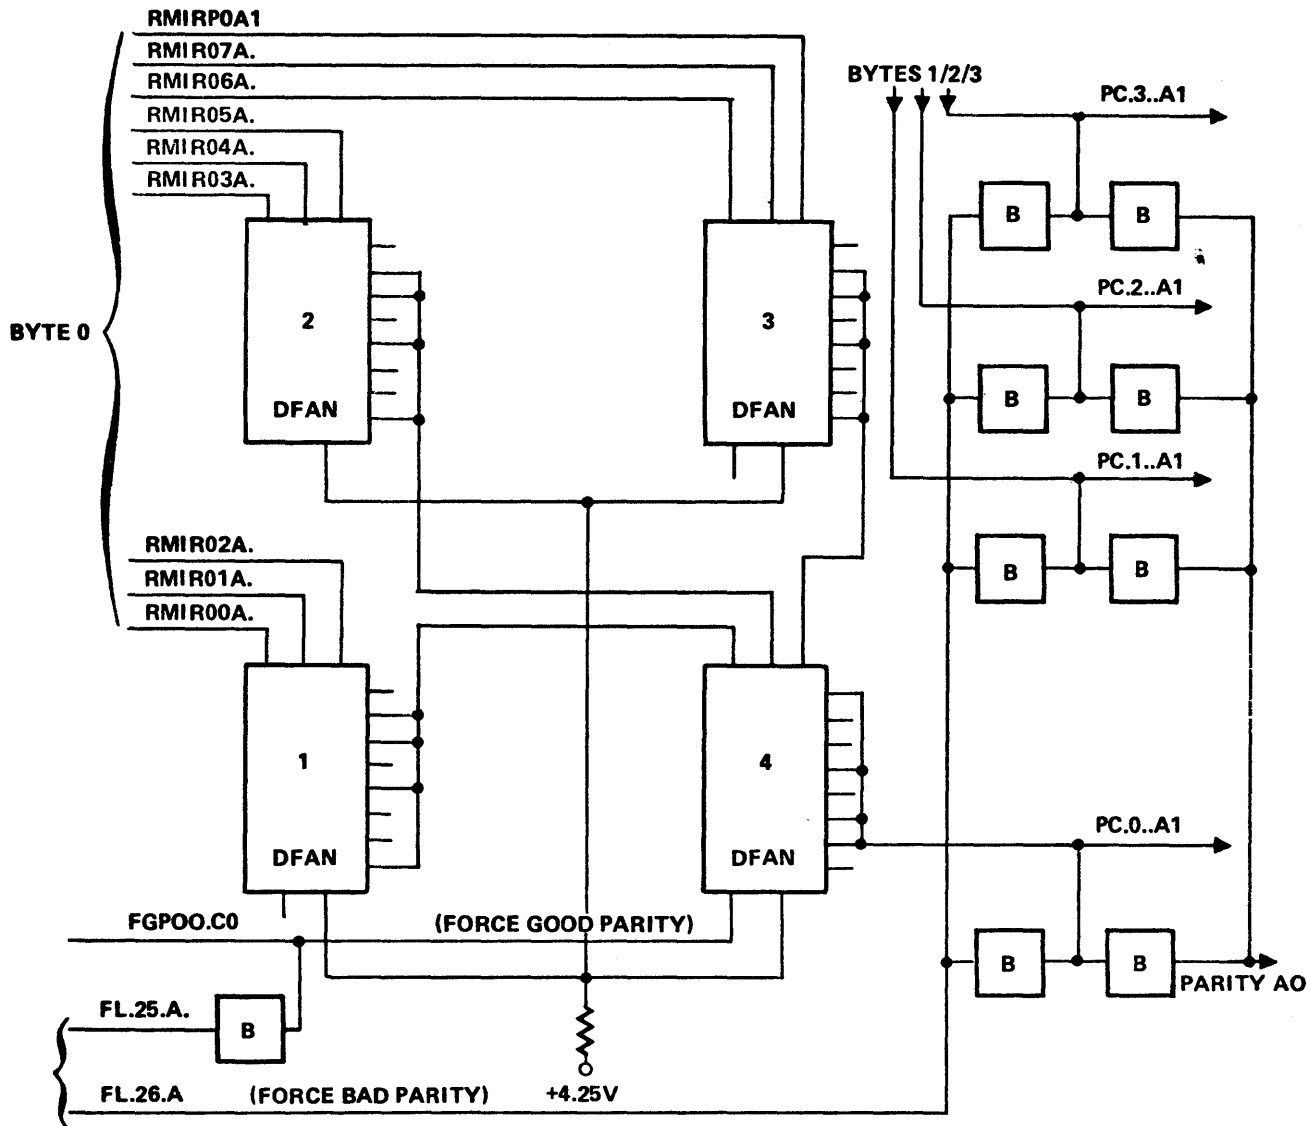 RMIRP0A1
RMIR07A.
RMIR06A.
BYTES 1/2/3
PC.3..A1
RMIR05A.
RMIR04A.
RMIR03A.
B
B
PC.2..A1
BYTE 0
2
3
B
B
DFAN
DFAN
PC.1..A1
RMIR02A.
RMIR01A.
RMIR00A.
B
B
1
4
PC.0..A1
DFAN
DFAN
FGPOO.C0
(FORCE GOOD PARITY)
B
B
PARITY AO
FL.25.A.
B
FL.26.A
(FORCE BAD PARITY)
+4.25V